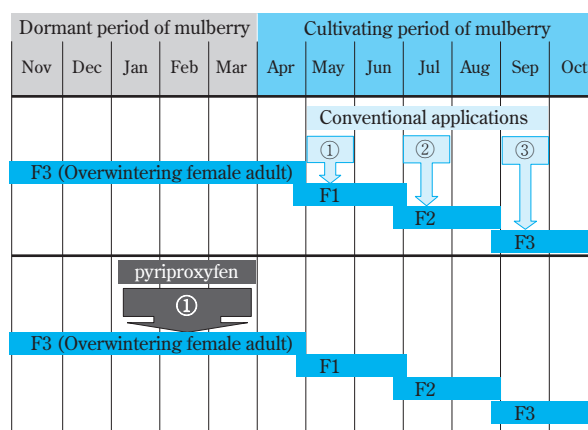 Dormant period of mulberry Cultivating period of mulberry
Nov Dec Jan Feb Mar Apr May Jun Jul Aug Sep Oct
Conventional applications
① ② ③
F3 (Overwintering female adult)
F1
F2
F3
pyriproxyfen
①
F3 (Overwintering female adult)
F1
F2
F3